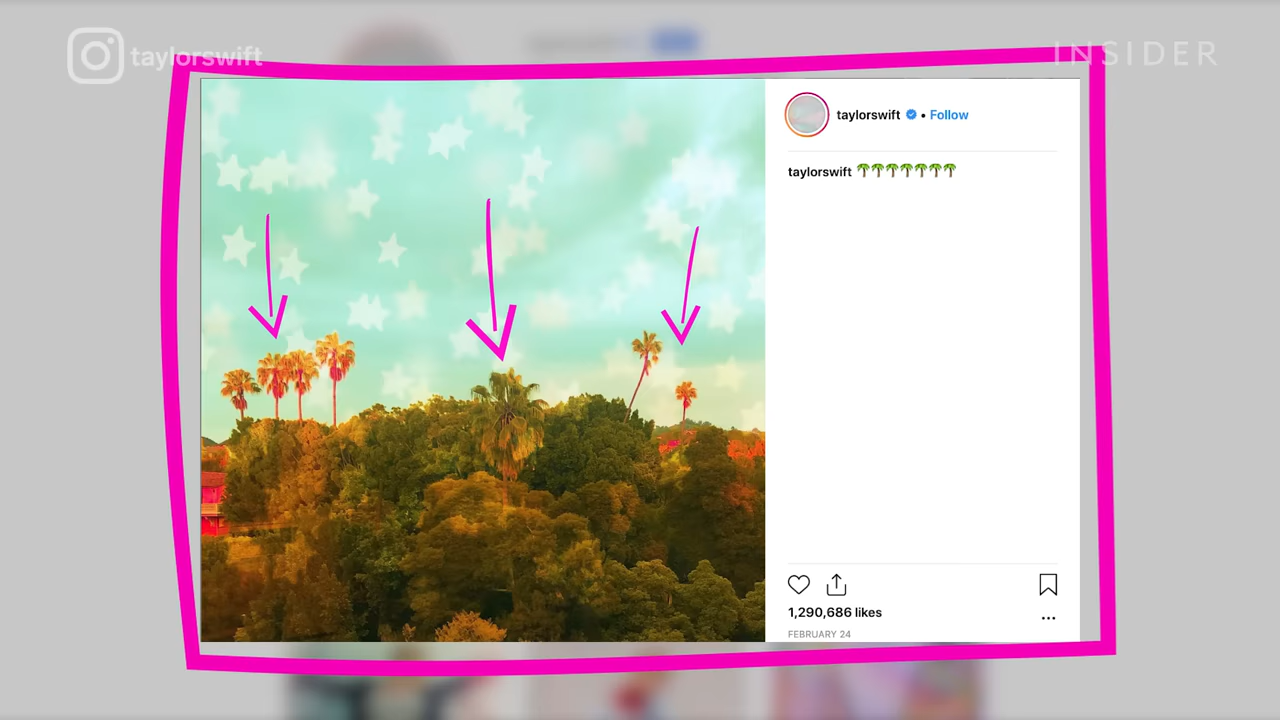 taylorswift
INSIDER
taylorswift • Follow
taylorswift 🌴🌴🌴🌴🌴🌴🌴
1,290,686 likes
FEBRUARY 24